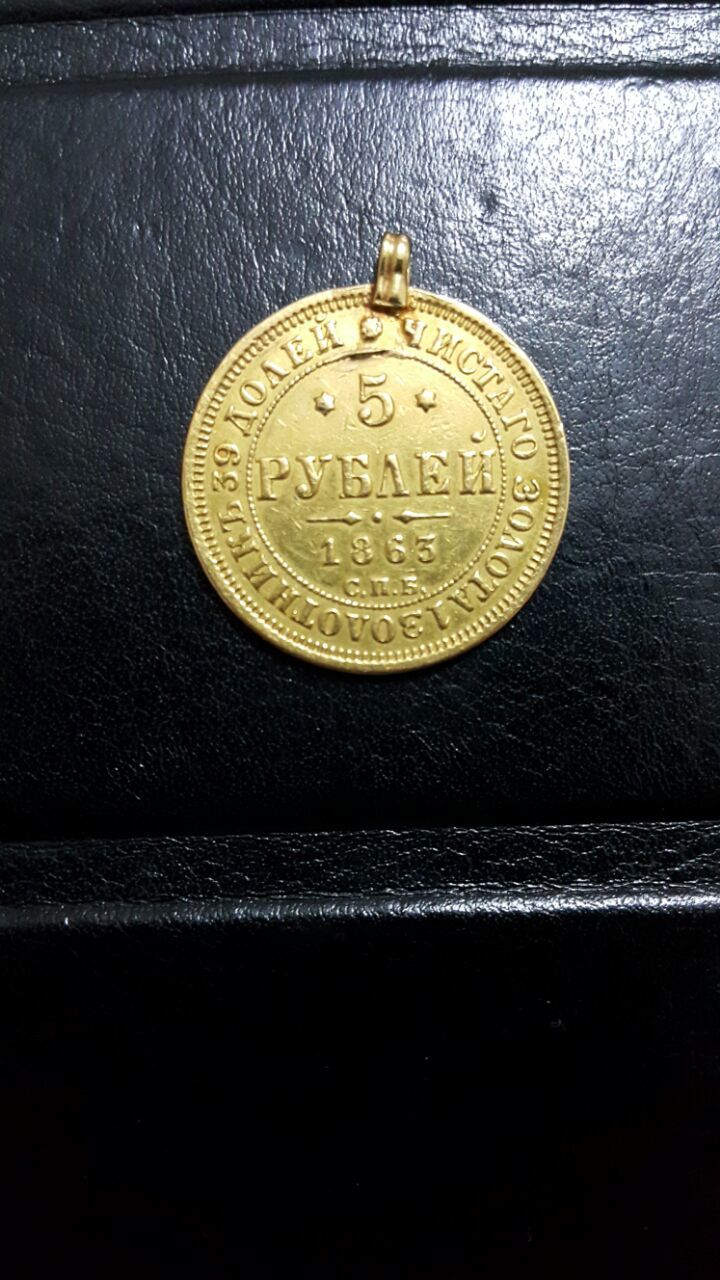 ЧИСТАГО ЗОЛОТА 1 ЗОЛОТНИКЪ 39 ДОЛЕЙ
5
РУБЛЕЙ
1863
С.П.Б.